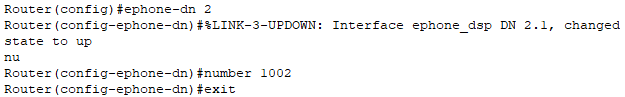 Router(config)#ephone-dn 2
Router(config-ephone-dn)#%LINK-3-UPDOWN: Interface ephone_dsp DN 2.1, changed
state to up
nu
Router(config-ephone-dn)#number 1002
Router(config-ephone-dn)#exit